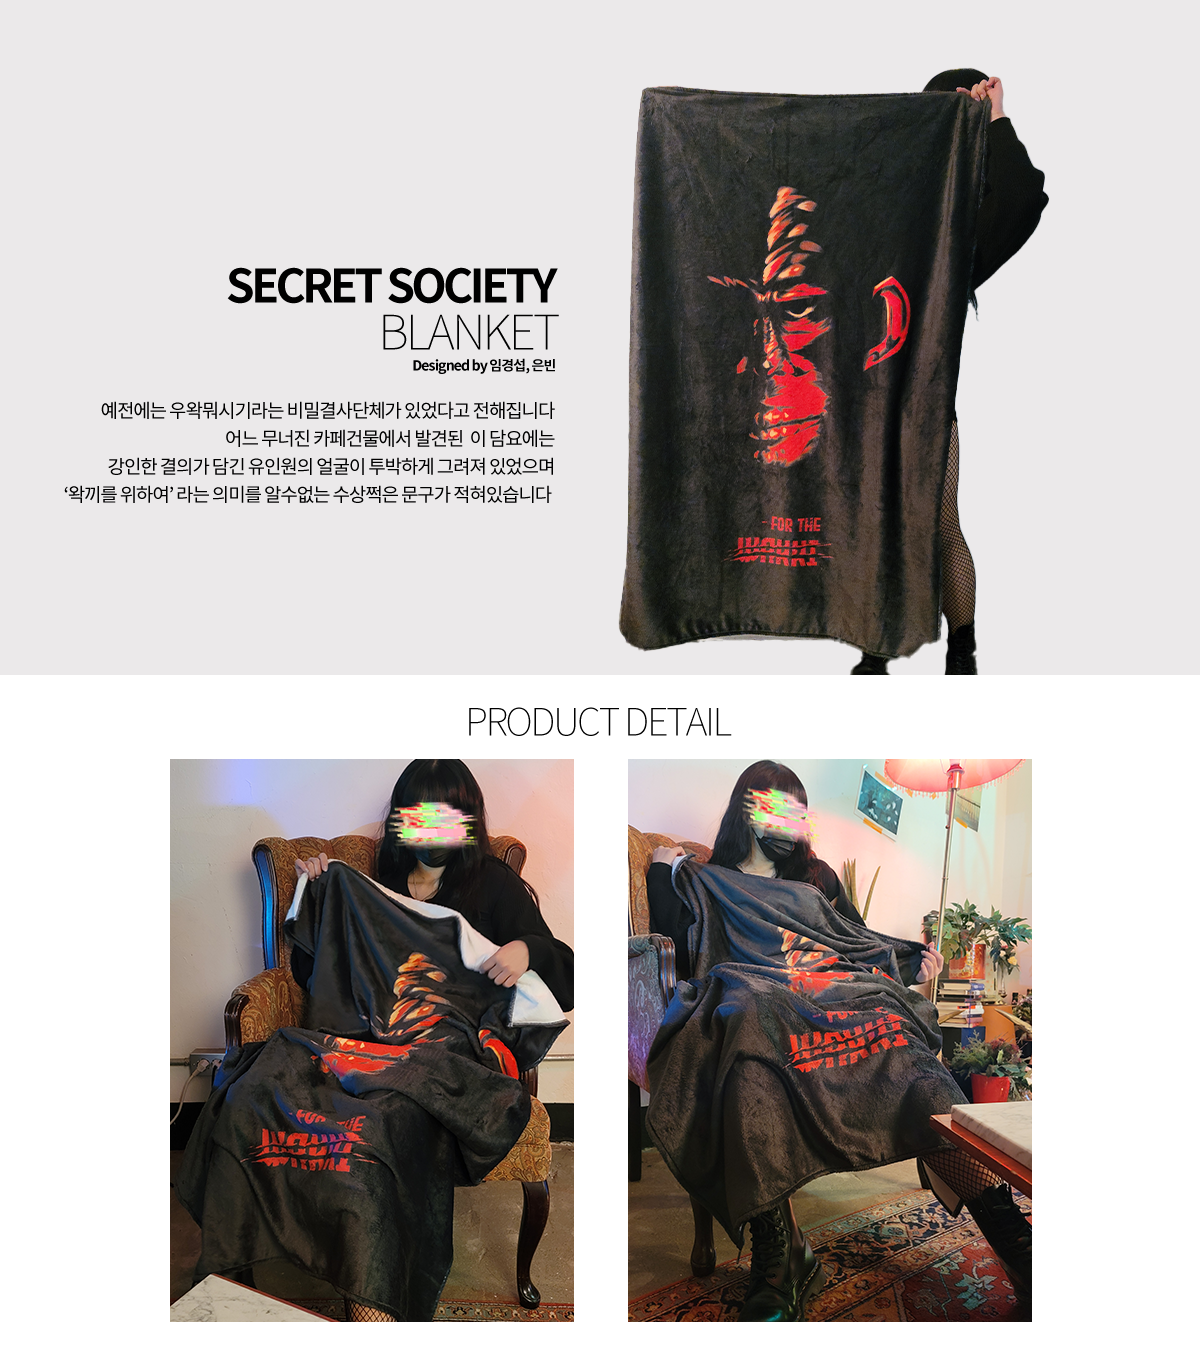 SECRET SOCIETY
BLANKET
Designed by 임경섭, 은빈
예전에는 우왁뭐시기라는 비밀결사단체가 있었다고 전해집니다
어느 무너진 카페건물에서 발견된 이 담요에는
강인한 결의가 담긴 유인원의 얼굴이 투박하게 그려져 있었으며
‘왁끼를 위하여’ 라는 의미를 알수없는 수상쩍은 문구가 적혀있습니다
FOR THE
WAKKI
PRODUCT DETAIL
FOR THE
WAKKI
FOR
WAKKI